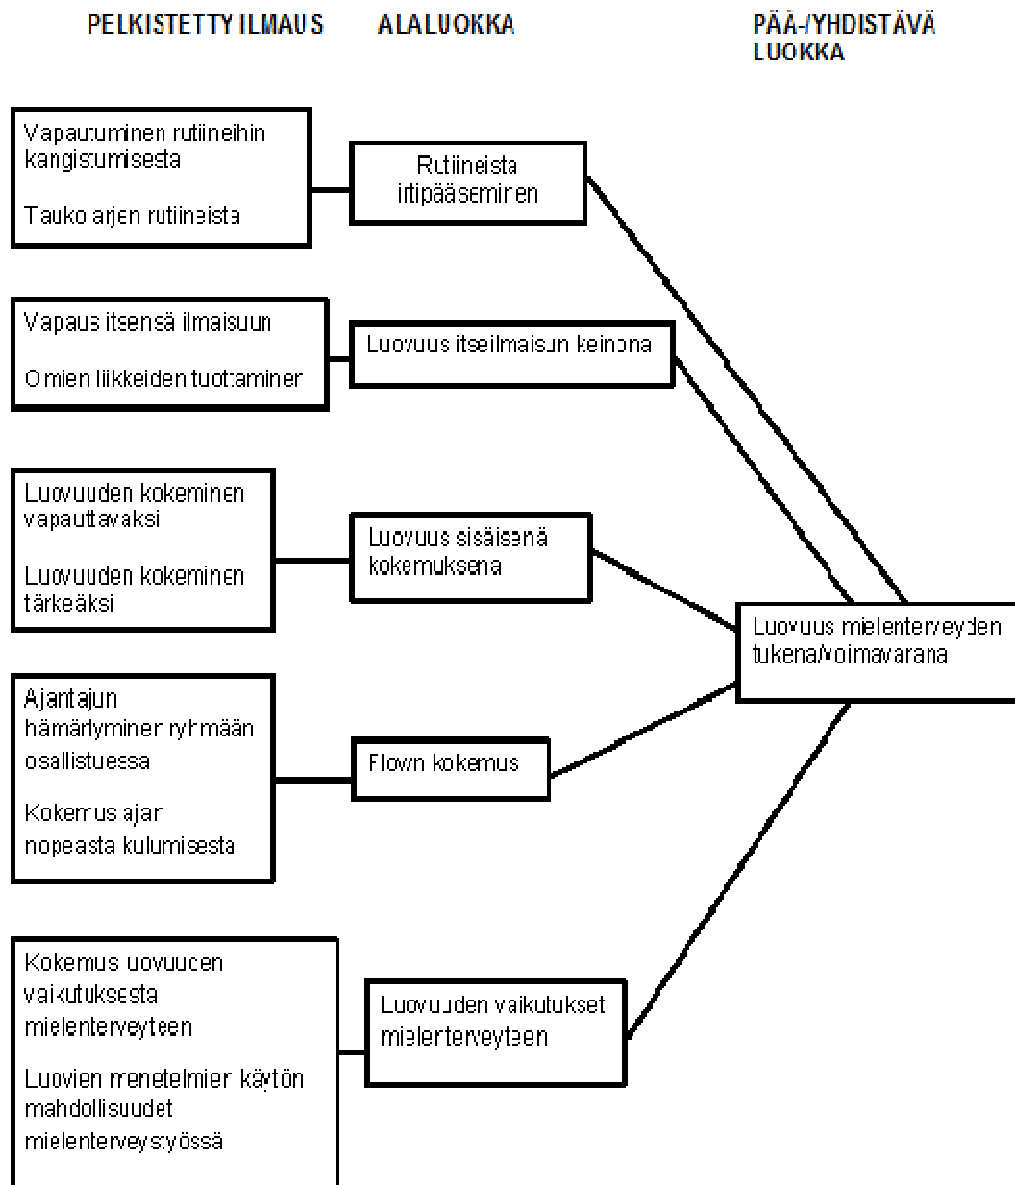 PELKISTETTY ILMAUS
ALALUOKKA
PÄÄ-/YHDISTÄVÄ
LUOKKA
Vapautuminen rutiineihin
kangistumisesta
Tauko arjen rutiineista
Rutiineista
irtipääseminen
Vapaus itsensä ilmaisuun
Omien liikkeiden tuottaminen
Luovuus itseilmaisun keinona
Luovuuden kokeminen
vapauttavaksi
Luovuuden kokeminen
tärkeäksi
Luovuus sisäisenä
kokemuksena
Luovuus mielenterveyden
tukena/voimavarana
Ajantajun
hämärtyminen ryhmään
osallistuessa
Kokemus ajan
nopeasta kulumisesta
Flown kokemus
Kokemus luovuuden
vaikutuksesta
mielenterveyteen
Luovien menetelmien käytön
mahdollisuudet
mielenterveystyössä
Luovuuden vaikutukset
mielenterveyteen